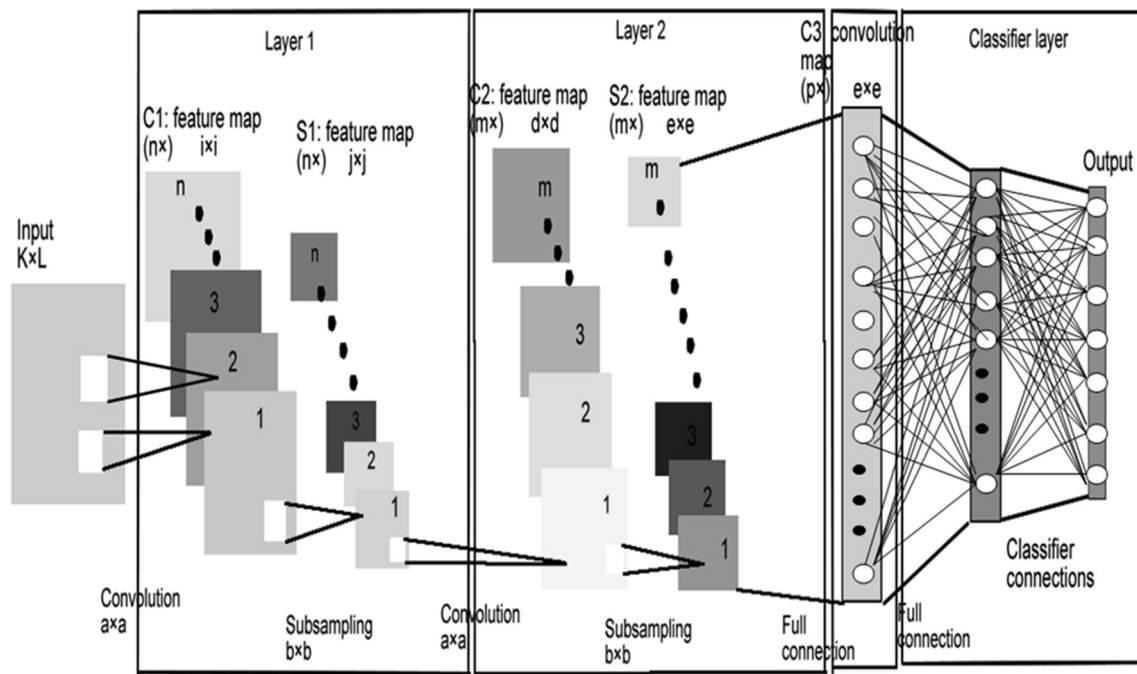 Layer 1
Layer 2
C3 convolution
map
(p×) e×e
Classifier layer
C1: feature map
(n×) i×i
S1: feature map
(n×) j×j
C2: feature map
(m×) d×d
S2: feature map
(m×) e×e
Output
Input
K×L
n
3
2
1
n
3
2
1
m
3
2
1
m
3
2
1
Convolution
a×a
Subsampling
b×b
Convolution
a×a
Subsampling
b×b
Full
connection
Full
connection
Classifier
connections